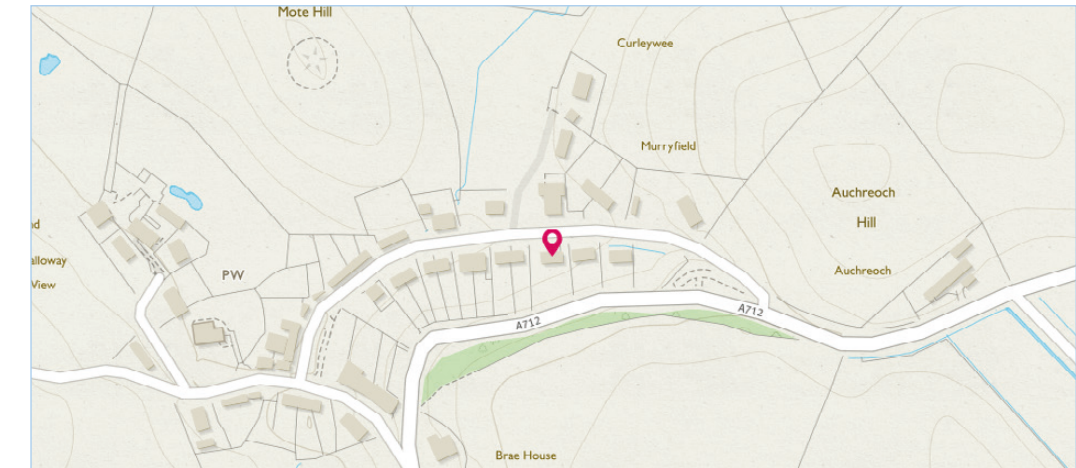 Mote Hill
Curleywee
Murryfield
Auchreoch
Hill
Auchreoch
alloway
View
PW
A712
A712
Brae House